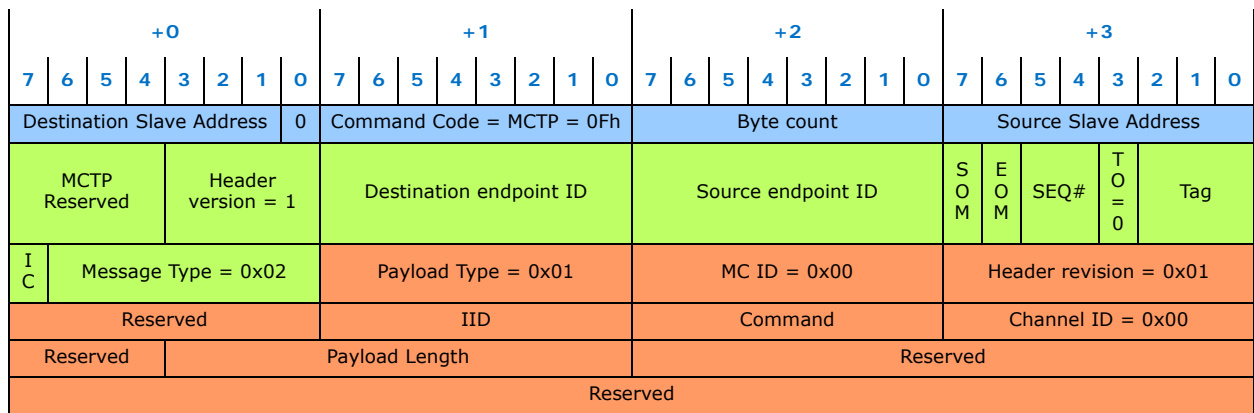 +0 +1 +2 +3
7 6 5 4 3 2 1 0 7 6 5 4 3 2 1 0 7 6 5 4 3 2 1 0 7 6 5 4 3 2 1 0
Destination Slave Address 0 Command Code = MCTP = 0Fh Byte count Source Slave Address
MCTP Reserved Header version = 1 Destination endpoint ID Source endpoint ID SOM EOM SEQ# TO=0 Tag
IC Message Type = 0x02 Payload Type = 0x01 MC ID = 0x00 Header revision = 0x01
Reserved IID Command Channel ID = 0x00
Reserved Payload Length Reserved
Reserved